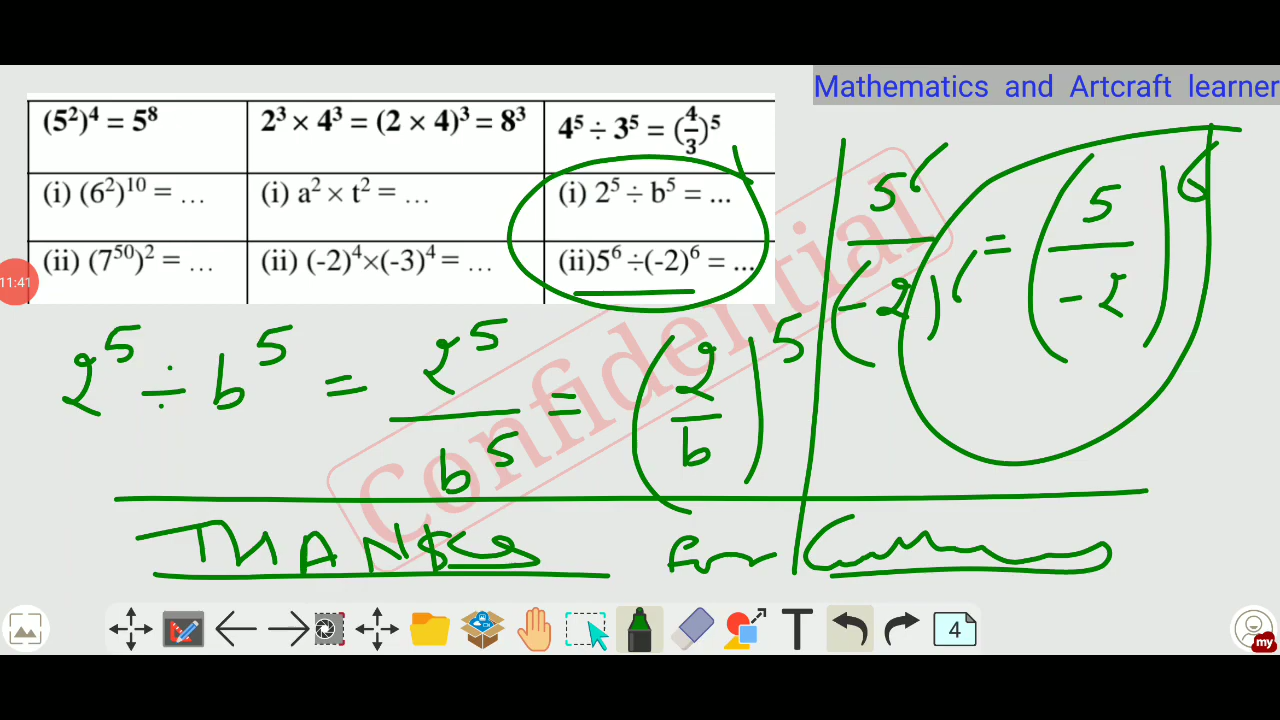 Mathematics and Artcraft learner
(5²)⁴ = 5⁸
2³ × 4³ = (2 × 4)³ = 8³
4⁵ ÷ 3⁵ = (4/3)⁵
(i) (6²)¹⁰ = …
(i) a² × t² = …
(i) 2⁵ ÷ b⁵ = ...
(ii) (7⁵⁰)² = …
(ii) (-2)⁴×(-3)⁴ = …
(ii)5⁶ ÷(-2)⁶ = ...
5⁶/(-2)⁶ = (5/-2)⁶
11:41
2⁵ ÷ b⁵ = 2⁵/b⁵ = (2/b)⁵
Confidential
for
T
4
my